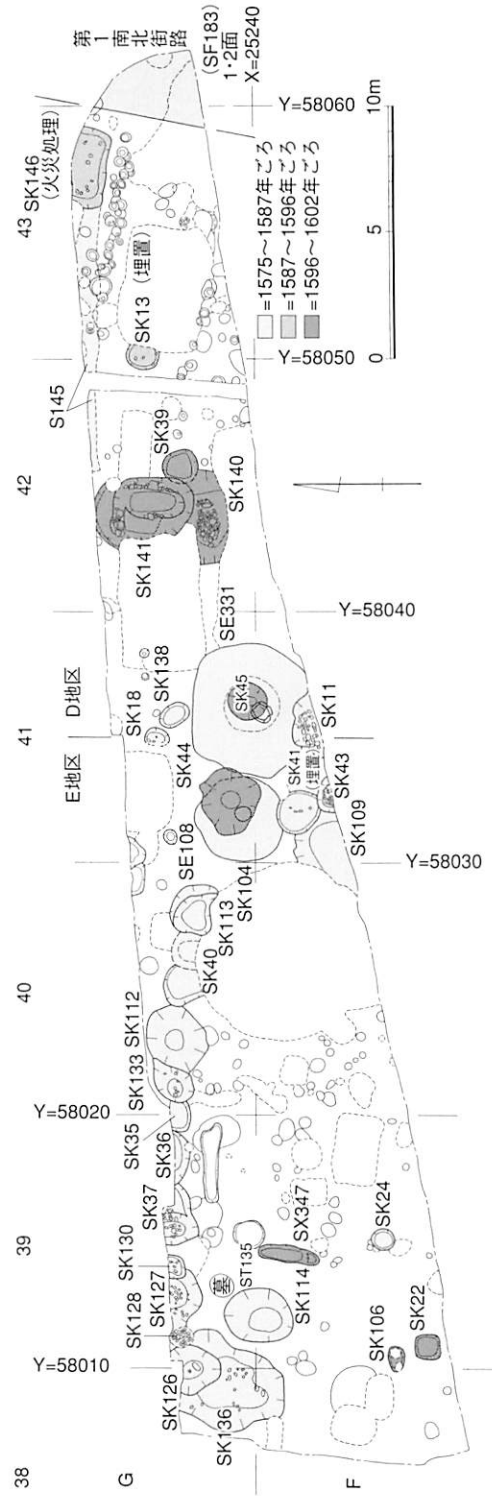 38
39
40
41
42
43
G
F
E地区
D地区
Y=58010
Y=58020
Y=58030
Y=58040
Y=58050
Y=58060
SK126
SK136
SK128
SK127
SK130
SK37
SK36
SK35
SK133
SK112
SK40
SK113
SK104
SE108
SK44
SK18
SK138
SE331
SK45
SK11
SK41
(埋置)
SK43
SK109
墓
ST135
SK114
SX347
SK24
SK106
SK22
SK141
SK39
SK140
S145
SK13
(埋置)
SK146
(火災処理)
第1南北街路
(SF183)
1・2面
X=25240
=1575〜1587年ごろ
=1587〜1596年ごろ
=1596〜1602年ごろ
0 5 10m